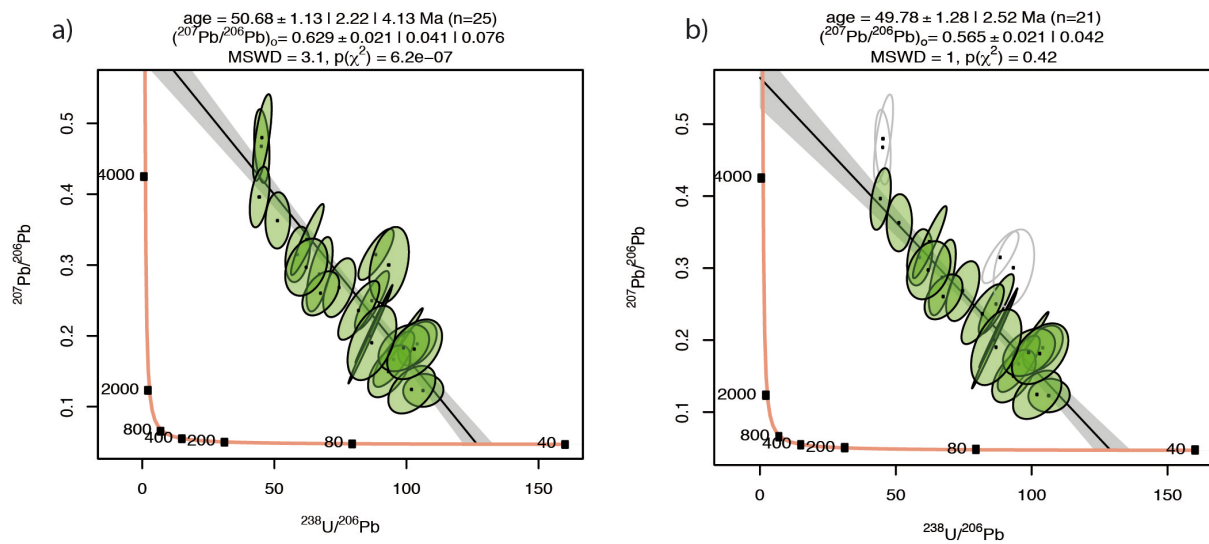 a)
age = 50.68 ± 1.13 | 2.22 | 4.13 Ma (n=25)
(²⁰⁷Pb/²⁰⁶Pb)ₒ= 0.629 ± 0.021 | 0.041 | 0.076
MSWD = 3.1, p(χ²) = 6.2e−07
0.5
0.4
0.3
0.2
0.1
²⁰⁷Pb/²⁰⁶Pb
4000
2000
800
400
200
80
40
0 50 100 150
²³⁸U/²⁰⁶Pb
b)
age = 49.78 ± 1.28 | 2.52 Ma (n=21)
(²⁰⁷Pb/²⁰⁶Pb)ₒ= 0.565 ± 0.021 | 0.042
MSWD = 1, p(χ²) = 0.42
0.5
0.4
0.3
0.2
0.1
²⁰⁷Pb/²⁰⁶Pb
4000
2000
800
400
200
80
40
0 50 100 150
²³⁸U/²⁰⁶Pb